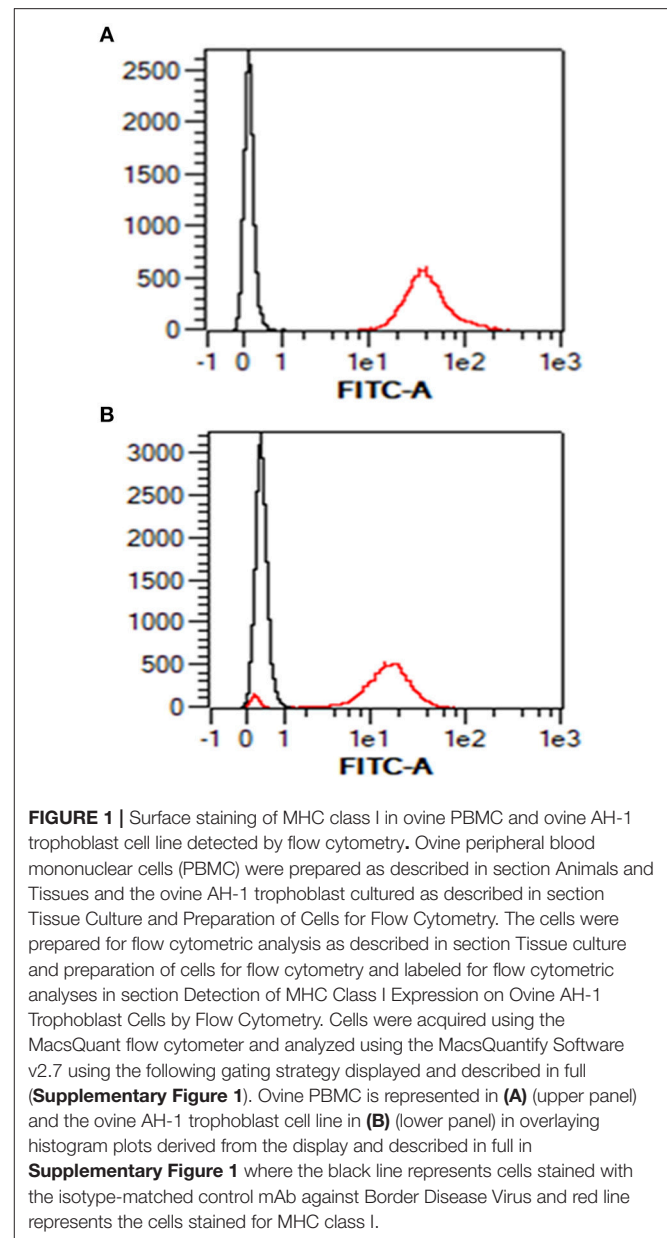 A
2500
2000
1500
1000
500
0
-1 0 1 1e1 1e2 1e3
FITC-A
B
3000
2500
2000
1500
1000
500
0
-1 0 1 1e1 1e2 1e3
FITC-A
FIGURE 1 | Surface staining of MHC class I in ovine PBMC and ovine AH-1
trophoblast cell line detected by flow cytometry. Ovine peripheral blood
mononuclear cells (PBMC) were prepared as described in section Animals and
Tissues and the ovine AH-1 trophoblast cultured as described in section
Tissue Culture and Preparation of Cells for Flow Cytometry. The cells were
prepared for flow cytometric analysis as described in section Tissue culture
and preparation of cells for flow cytometry and labeled for flow cytometric
analyses in section Detection of MHC Class I Expression on Ovine AH-1
Trophoblast Cells by Flow Cytometry. Cells were acquired using the
MacsQuant flow cytometer and analyzed using the MacsQuantify Software
v2.7 using the following gating strategy displayed and described in full
(Supplementary Figure 1). Ovine PBMC is represented in (A) (upper panel)
and the ovine AH-1 trophoblast cell line in (B) (lower panel) in overlaying
histogram plots derived from the display and described in full in
Supplementary Figure 1 where the black line represents cells stained with
the isotype-matched control mAb against Border Disease Virus and red line
represents the cells stained for MHC class I.